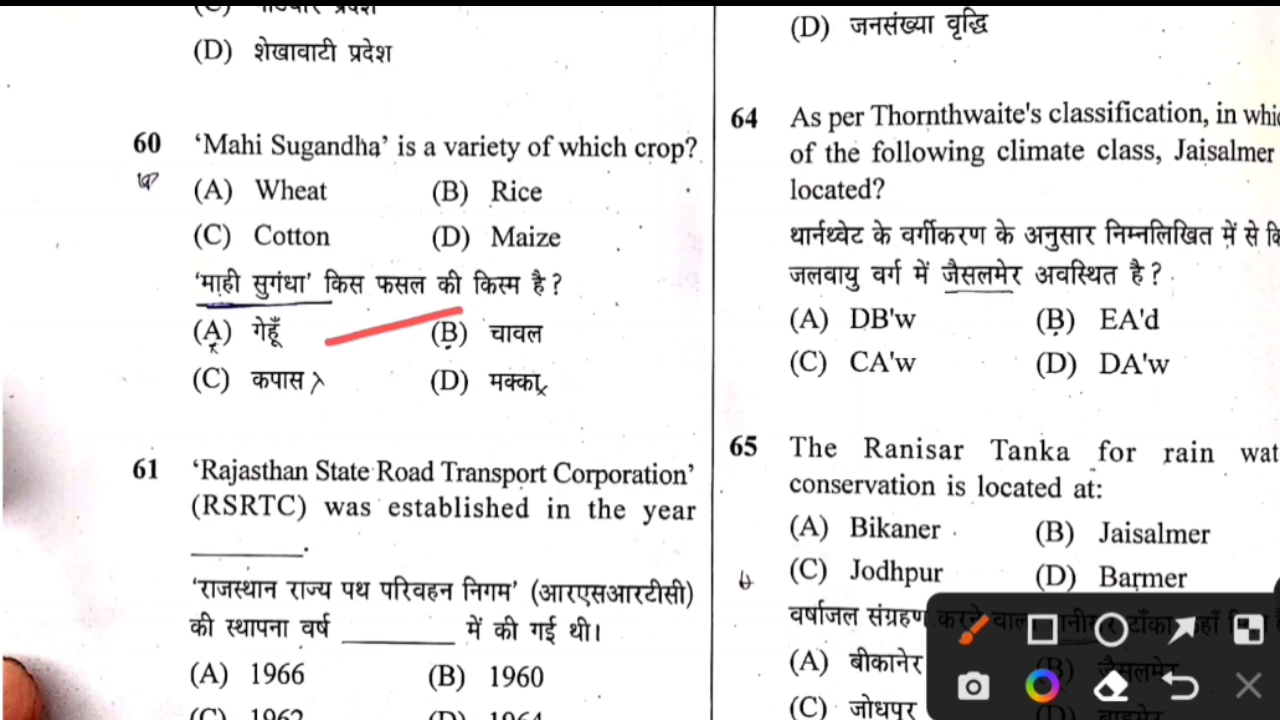 (D) शेखावाटी प्रदेश
60 'Mahi Sugandha' is a variety of which crop?
(A) Wheat (B) Rice
(C) Cotton (D) Maize
'माही सुगंधा' किस फसल की किस्म है?
(A) गेहूँ (B) चावल
(C) कपास (D) मक्का
61 'Rajasthan State Road Transport Corporation'
(RSRTC) was established in the year
________.
'राजस्थान राज्य पथ परिवहन निगम' (आरएसआरटीसी)
की स्थापना वर्ष ________ में की गई थी।
(A) 1966 (B) 1960
(C) 1962 (D) 1964
(D) जनसंख्या वृद्धि
64 As per Thornthwaite's classification, in
of the following climate class, Jaisalmer
located?
थार्नथ्वेट के वर्गीकरण के अनुसार निम्नलिखित में से
जलवायु वर्ग में जैसलमेर अवस्थित है?
(A) DB'w (B) EA'd
(C) CA'w (D) DA'w
65 The Ranisar Tanka for rain
conservation is located at:
(A) Bikaner (B) Jaisalmer
(C) Jodhpur (D) Barmer
वर्षाजल संग्रहण
(A) बीकानेर
(C) जोधपुर